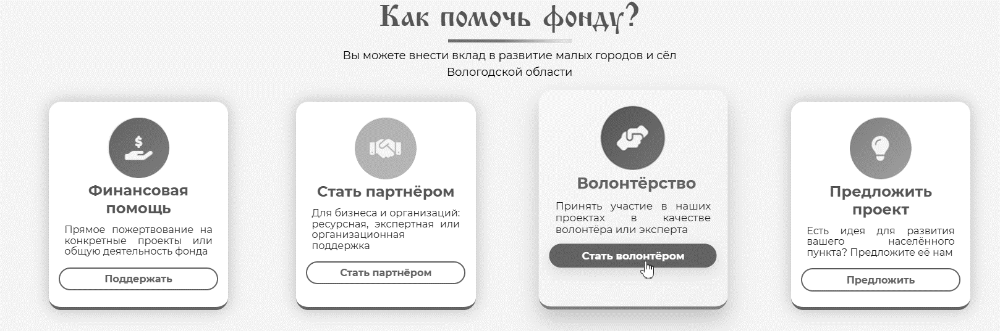 Как помочь фонду?
Вы можете внести вклад в развитие малых городов и сёл
Вологодской области
Финансовая
помощь
Прямое пожертвование на
конкретные проекты или
общую деятельность фонда
Поддержать
Стать партнёром
Для бизнеса и организаций:
ресурсная, экспертная или
организационная
поддержка
Стать партнёром
Волонтёрство
Принять участие в наших
проектах в качестве
волонтёра или эксперта
Стать волонтёром
Предложить
проект
Есть идея для развития
вашего населённого
пункта? Предложите её нам
Предложить